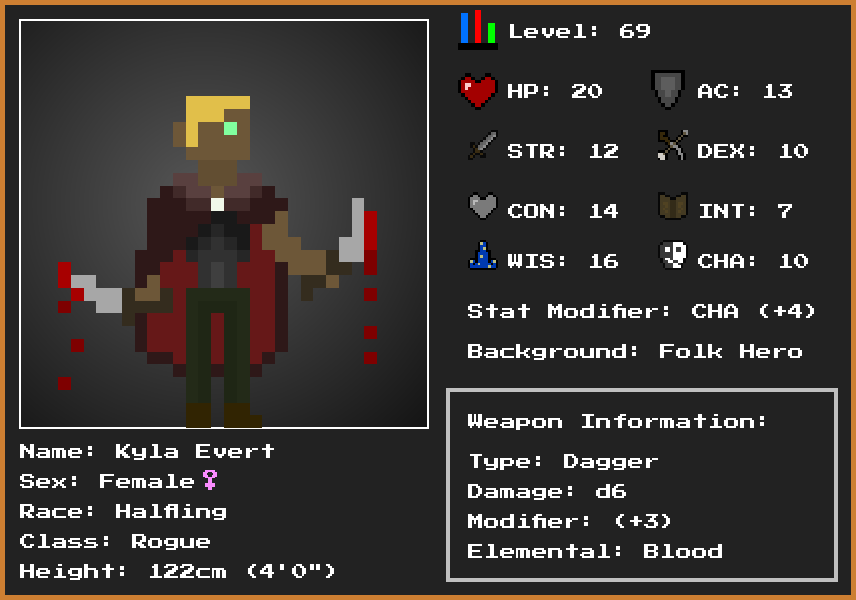 Level: 69
HP: 20
AC: 13
STR: 12
DEX: 10
CON: 14
INT: 7
WIS: 16
CHA: 10
Stat Modifier: CHA (+4)
Background: Folk Hero
Weapon Information:
Type: Dagger
Damage: d6
Modifier: (+3)
Elemental: Blood
Name: Kyla Evert
Sex: Female♀
Race: Halfling
Class: Rogue
Height: 122cm (4'0")